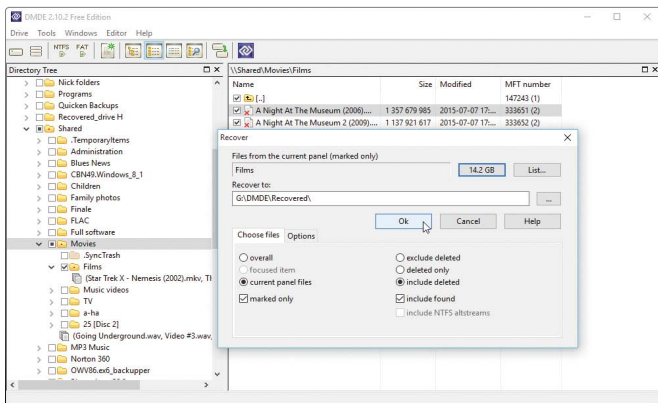 DMDE 2.10.2 Free Edition
Drive Tools Windows Editor Help
NTFS FAT
Directory Tree
\\Shared\Movies\Films
Nick folders
Programs
Quicken Backups
Recovered_drive H
Shared
.TemporaryItems
Administration
Blues News
CBN49.Windows_8_1
Children
Family photos
Finale
FLAC
Full software
Movies
.SyncTrash
Films
(Star Trek X - Nemesis (2002).mkv, Th
Music videos
TV
a-ha
25 [Disc 2]
(Going Underground.wav, Video #3.wav,
MP3 Music
Norton 360
OWV86.ex6_backupper
Name Size Modified MFT number
[..] 147243 (1)
A Night At The Museum (2006).... 1 357 679 985 2015-07-07 17:... 333651 (2)
A Night At The Museum 2 (2009).... 1 137 921 617 2015-07-07 17:... 333652 (2)
Recover
Files from the current panel (marked only)
Films 14.2 GB List...
Recover to:
G:\DMDE\Recovered\ ...
Ok Cancel Help
Choose files Options
overall exclude deleted
focused item deleted only
current panel files include deleted
marked only include found
include NTFS altstreams